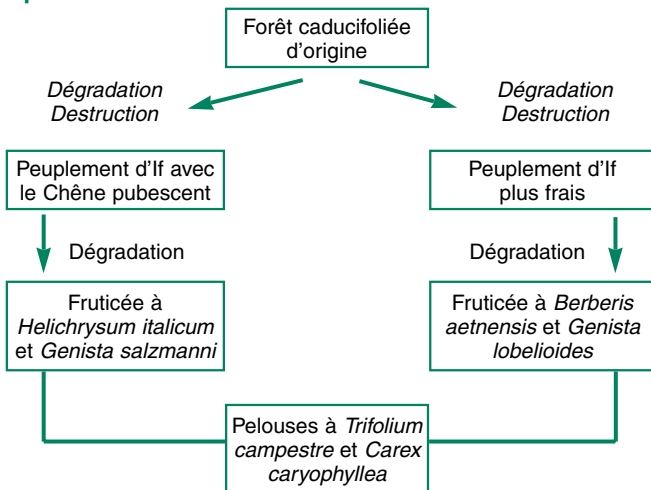 Forêt caducifoliée
d'origine
Dégradation
Destruction
Dégradation
Destruction
Peuplement d'If avec
le Chêne pubescent
Peuplement d'If
plus frais
Dégradation
Dégradation
Fruticée à
Helichrysum italicum
et Genista salzmanni
Fruticée à Berberis
aetnensis et Genista
lobelioides
Pelouses à Trifolium
campestre et Carex
caryophyllea